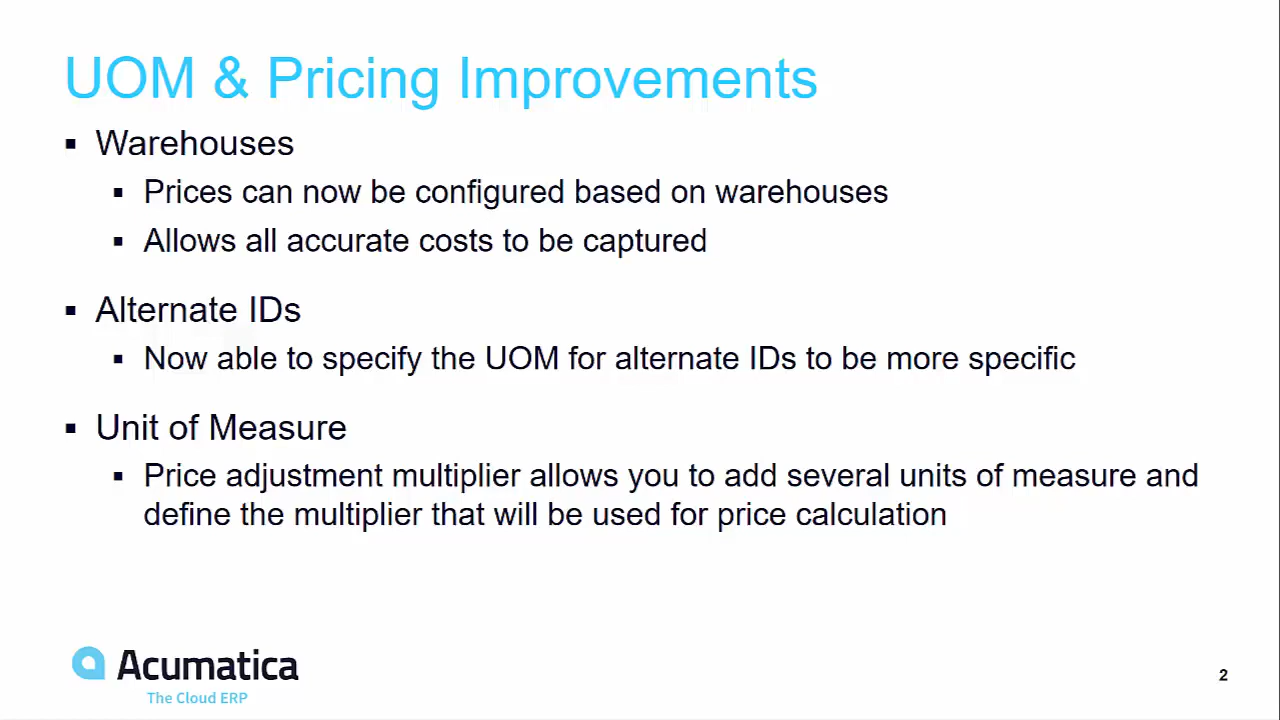 UOM & Pricing Improvements
▪ Warehouses
▪ Prices can now be configured based on warehouses
▪ Allows all accurate costs to be captured
▪ Alternate IDs
▪ Now able to specify the UOM for alternate IDs to be more specific
▪ Unit of Measure
▪ Price adjustment multiplier allows you to add several units of measure and
define the multiplier that will be used for price calculation
Acumatica
The Cloud ERP
2